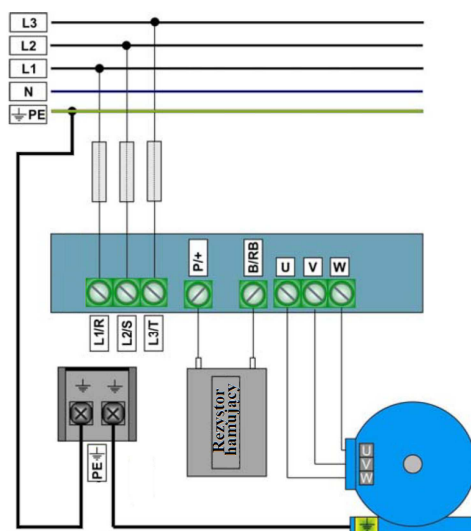 L3
L2
L1
N
⏚ PE
P/+
B/RB
U
V
W
L1/R
L2/S
L3/T
PE⏚
Rezystor
hamujący
U
V
W